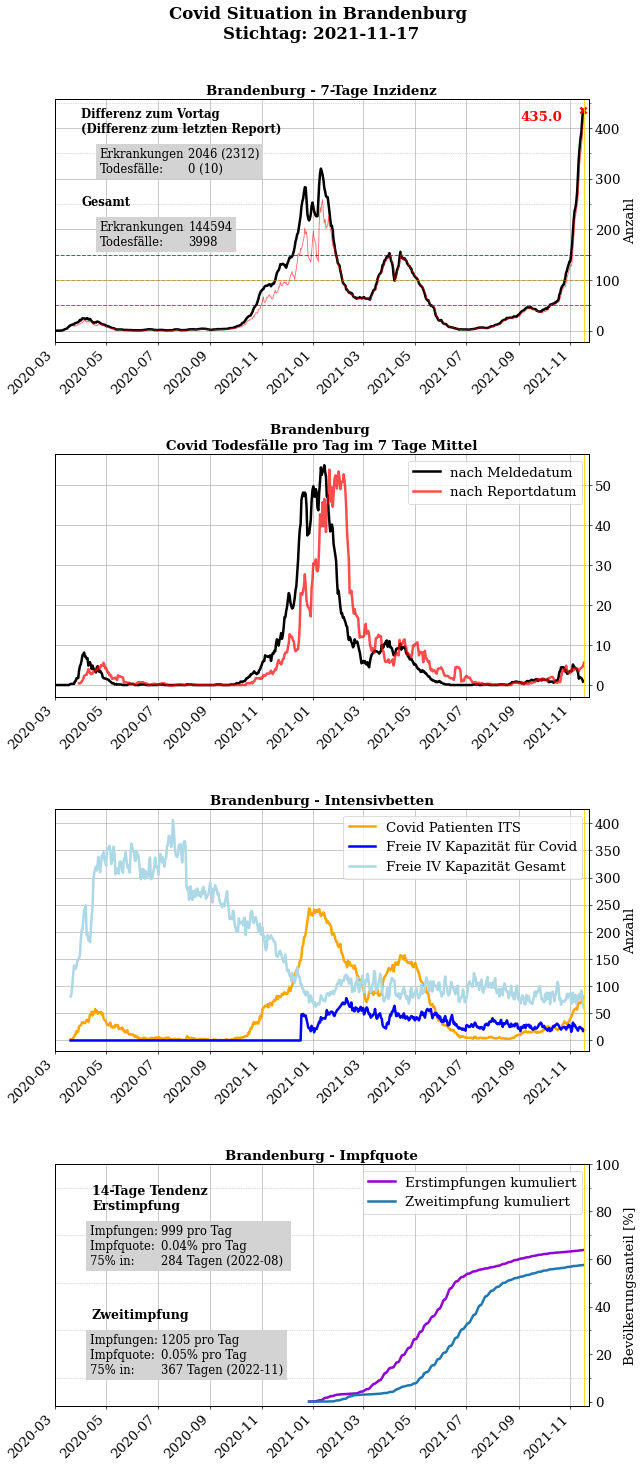 Covid Situation in Brandenburg
Stichtag: 2021-11-17
Brandenburg - 7-Tage Inzidenz
Differenz zum Vortag
(Differenz zum letzten Report)
Erkrankungen 2046 (2312)
Todesfälle: 0 (10)
Gesamt
Erkrankungen 144594
Todesfälle: 3998
435.0
400
300
200
100
0
Anzahl
2020-03
2020-05
2020-07
2020-09
2020-11
2021-01
2021-03
2021-05
2021-07
2021-09
2021-11
Brandenburg
Covid Todesfälle pro Tag im 7 Tage Mittel
nach Meldedatum
nach Reportdatum
50
40
30
20
10
0
2020-03
2020-05
2020-07
2020-09
2020-11
2021-01
2021-03
2021-05
2021-07
2021-09
2021-11
Brandenburg - Intensivbetten
Covid Patienten ITS
Freie IV Kapazität für Covid
Freie IV Kapazität Gesamt
400
350
300
250
200
150
100
50
0
Anzahl
2020-03
2020-05
2020-07
2020-09
2020-11
2021-01
2021-03
2021-05
2021-07
2021-09
2021-11
Brandenburg - Impfquote
14-Tage Tendenz
Erstimpfung
Impfungen: 999 pro Tag
Impfquote: 0.04% pro Tag
75% in: 284 Tagen (2022-08)
Zweitimpfung
Impfungen: 1205 pro Tag
Impfquote: 0.05% pro Tag
75% in: 367 Tagen (2022-11)
Erstimpfungen kumuliert
Zweitimpfung kumuliert
100
80
60
40
20
0
Bevölkerungsanteil [%]
2020-03
2020-05
2020-07
2020-09
2020-11
2021-01
2021-03
2021-05
2021-07
2021-09
2021-11